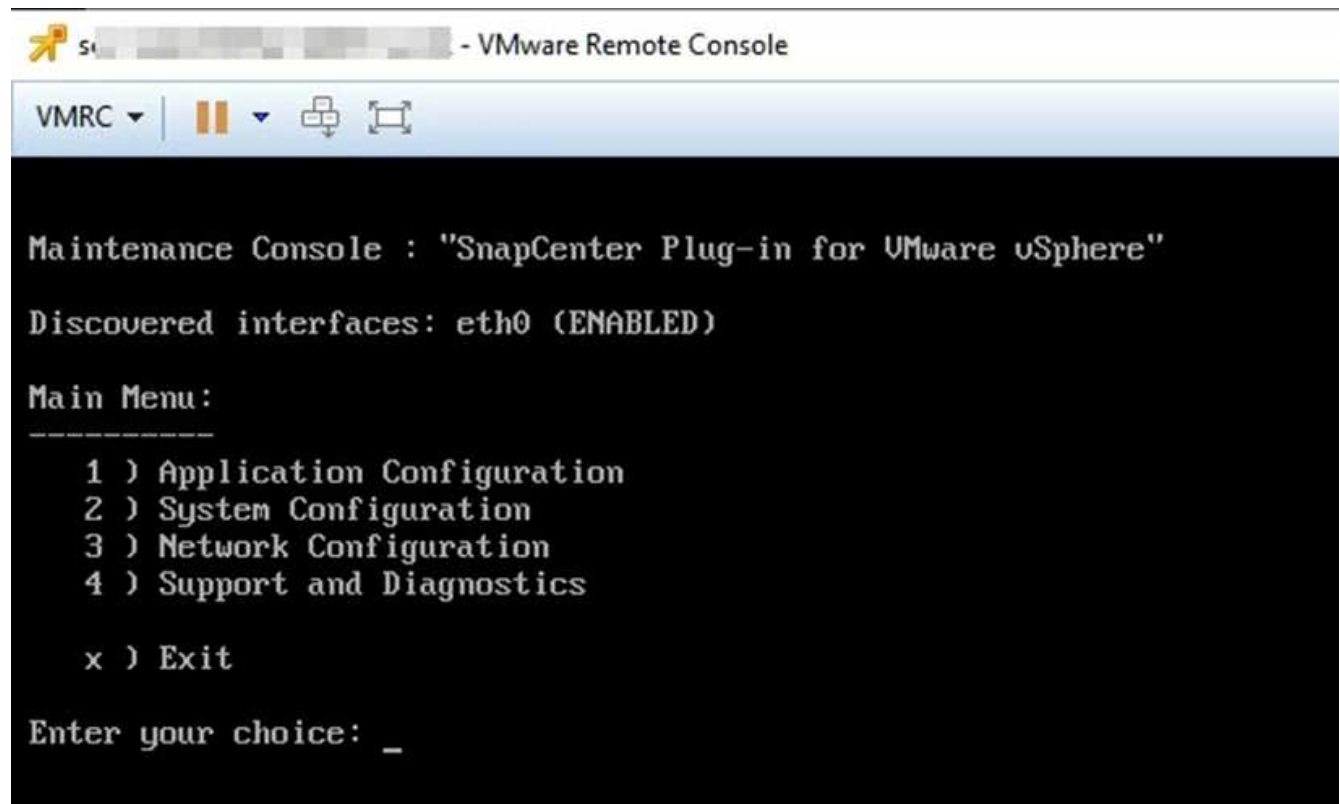 - VMware Remote Console
VMRC
Maintenance Console : "SnapCenter Plug-in for VMware vSphere"
Discovered interfaces: eth0 (ENABLED)
Main Menu:
----------
1 ) Application Configuration
2 ) System Configuration
3 ) Network Configuration
4 ) Support and Diagnostics
x ) Exit
Enter your choice: _